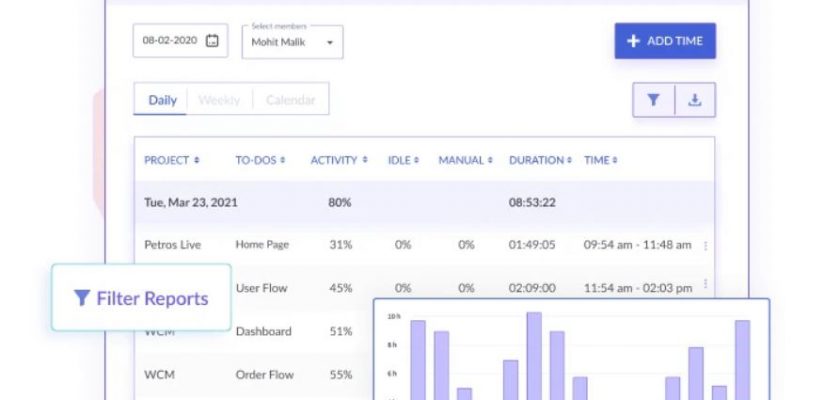 08-02-2020
Select members
Mohit Malik
+ ADD TIME
Daily Weekly Calendar
PROJECT TO-DOS ACTIVITY IDLE MANUAL DURATION TIME
Tue, Mar 23, 2021 80% 08:53:22
Petros Live Home Page 31% 0% 0% 01:49:05 09:54 am - 11:48 am
User Flow 45% 0% 0% 02:09:00 11:54 am - 02:03 pm
Filter Reports
WCM Dashboard 51%
WCM Order Flow 55%
10 h
8 h
6 h